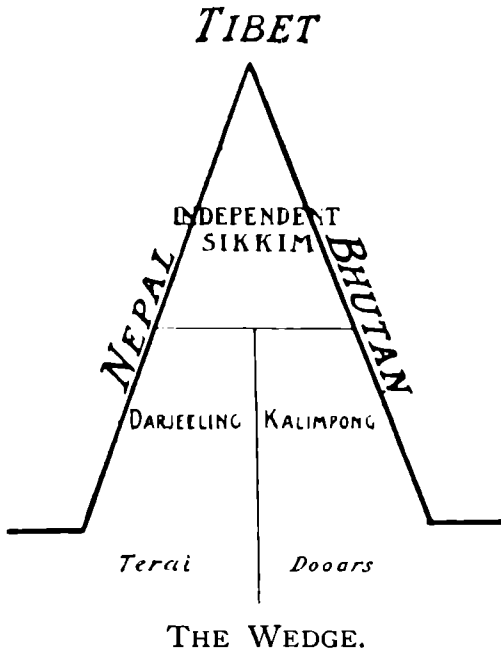 TIBET
INDEPENDENT
SIKKIM
NEPAL
BHUTAN
DARJEELING
KALIMPONG
Terai
Dooars
THE WEDGE.